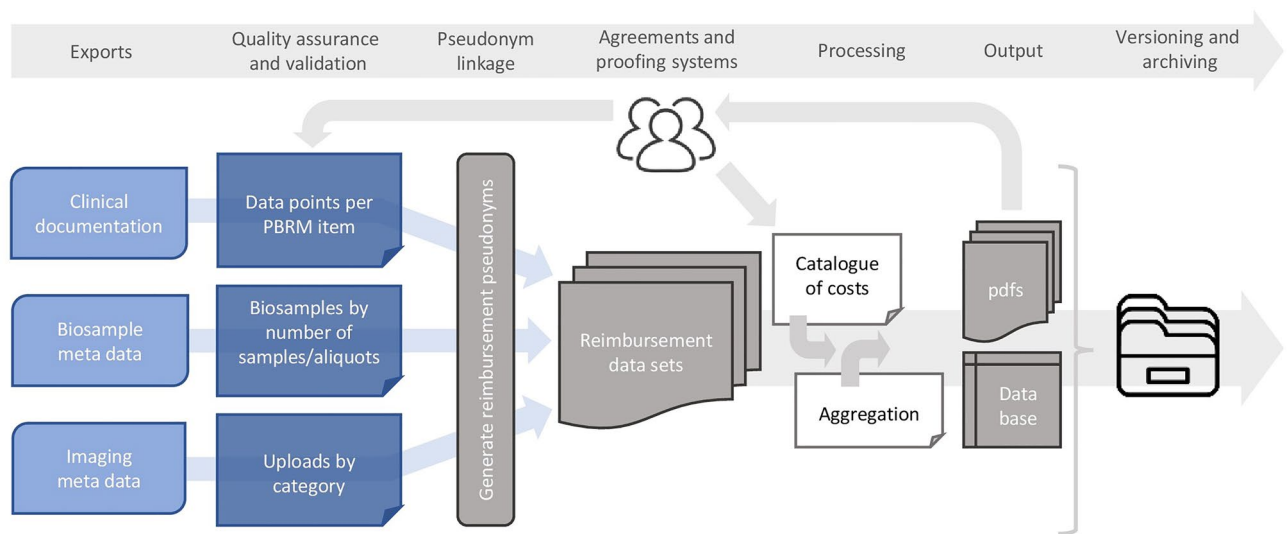 Exports
Quality assurance
and validation
Pseudonym
linkage
Agreements and
proofing systems
Processing
Output
Versioning and
archiving
Clinical
documentation
Data points per
PBRM item
Biosample
meta data
Biosamples by
number of
samples/aliquots
Imaging
meta data
Uploads by
category
Generate reimbursement pseudonyms
Reimbursement
data sets
Catalogue
of costs
Aggregation
pdfs
Data
base